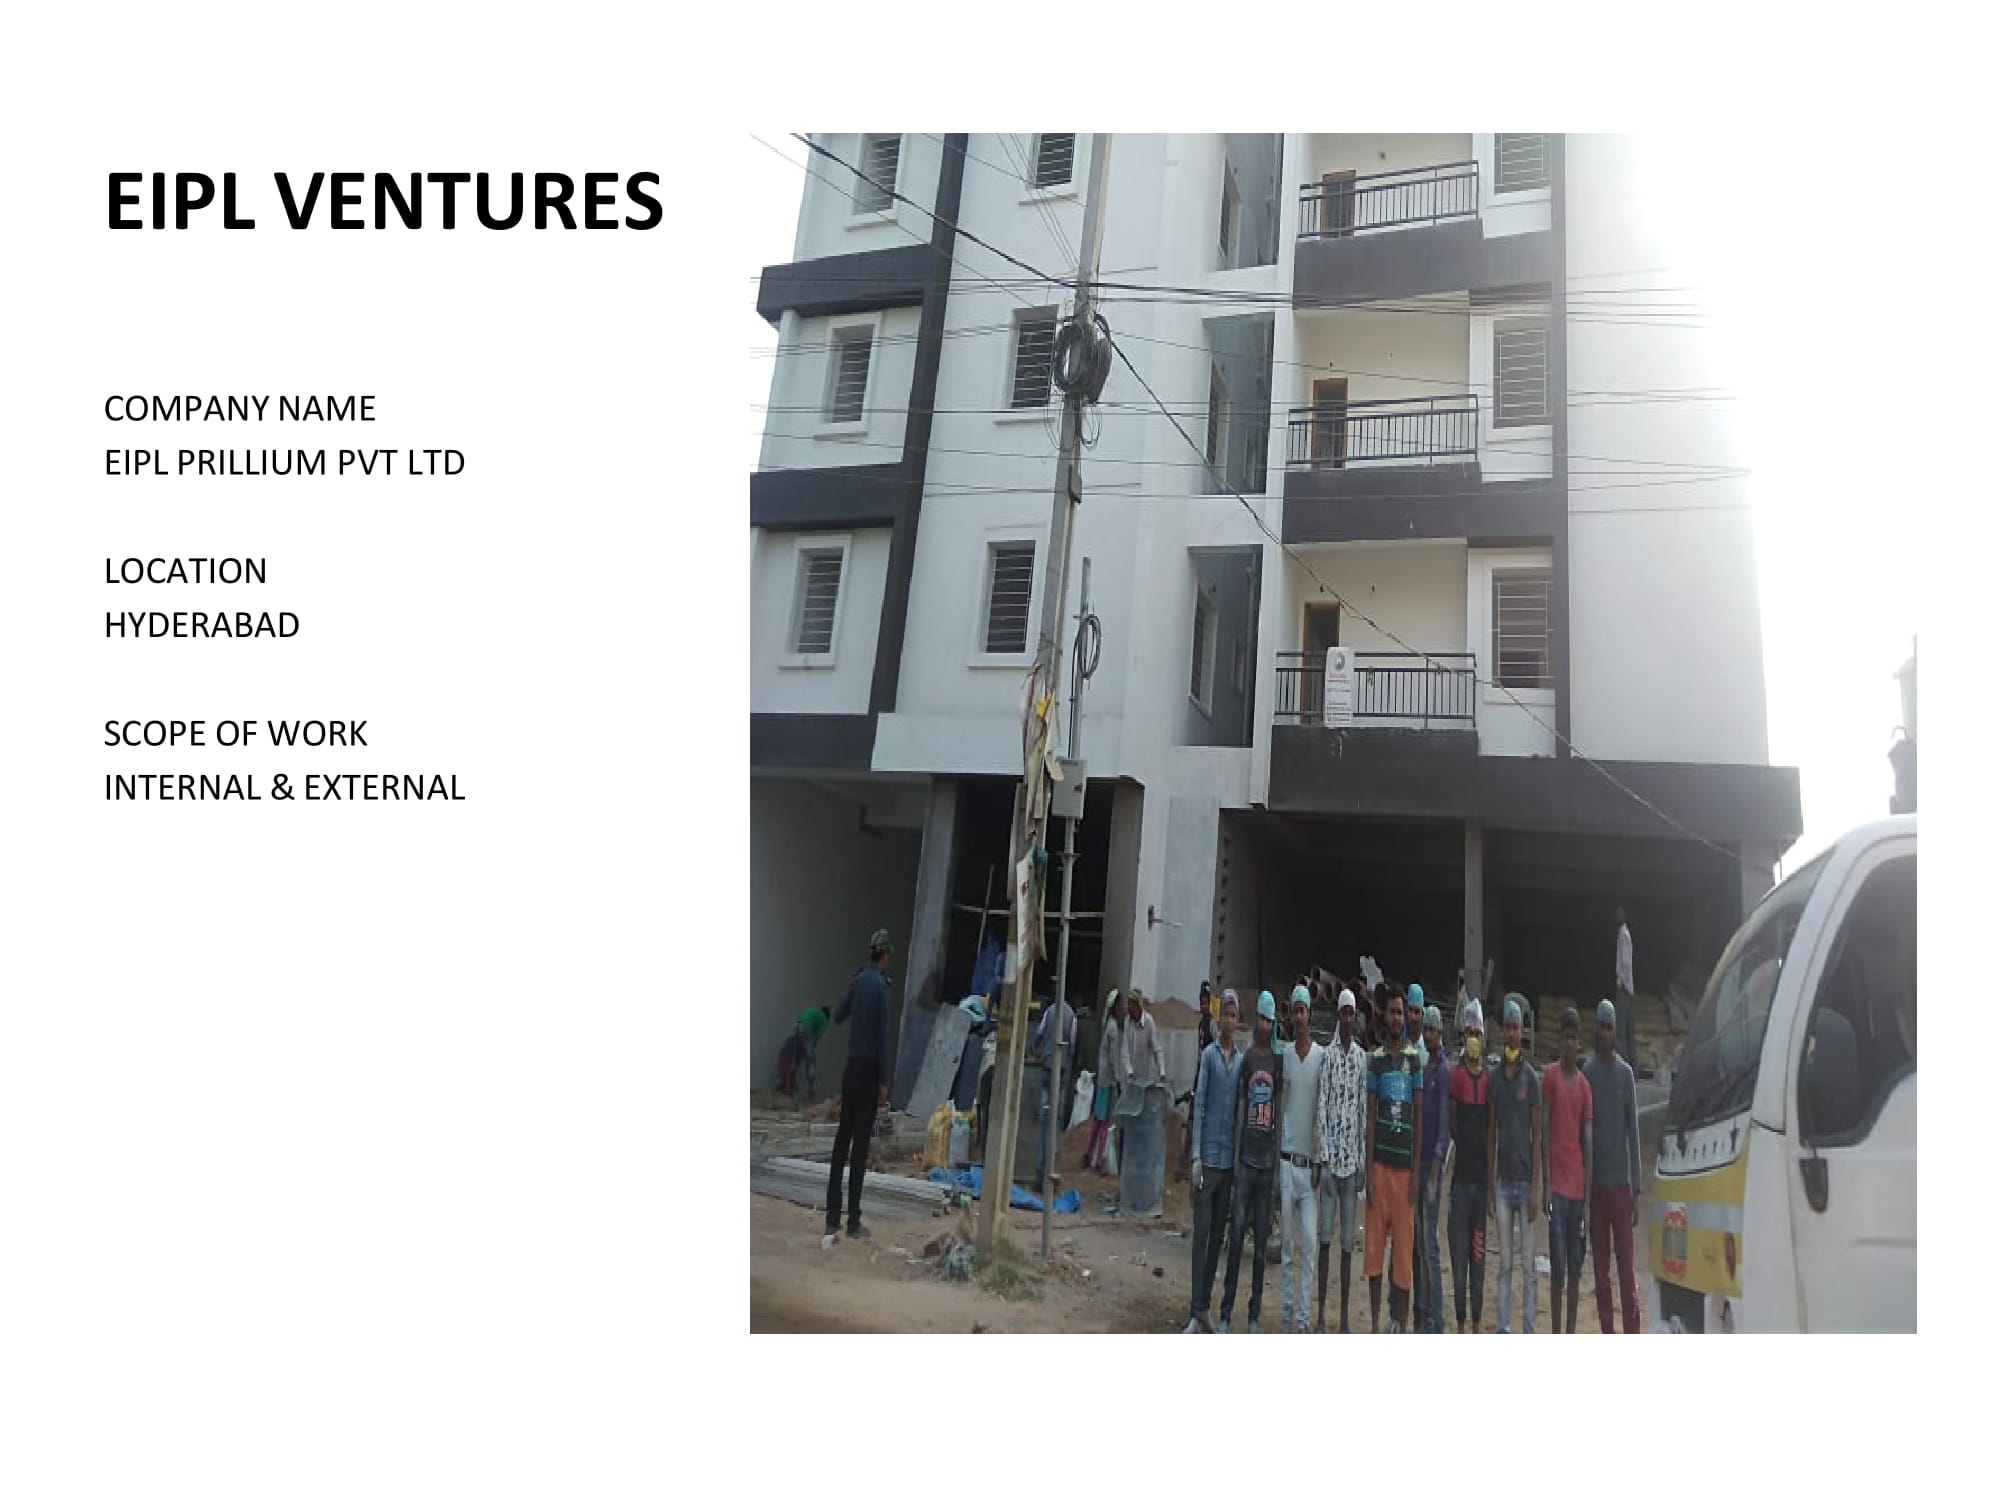 EIPL VENTURES
COMPANY NAME
EIPL PRILLIUM PVT LTD
LOCATION
HYDERABAD
SCOPE OF WORK
INTERNAL & EXTERNAL